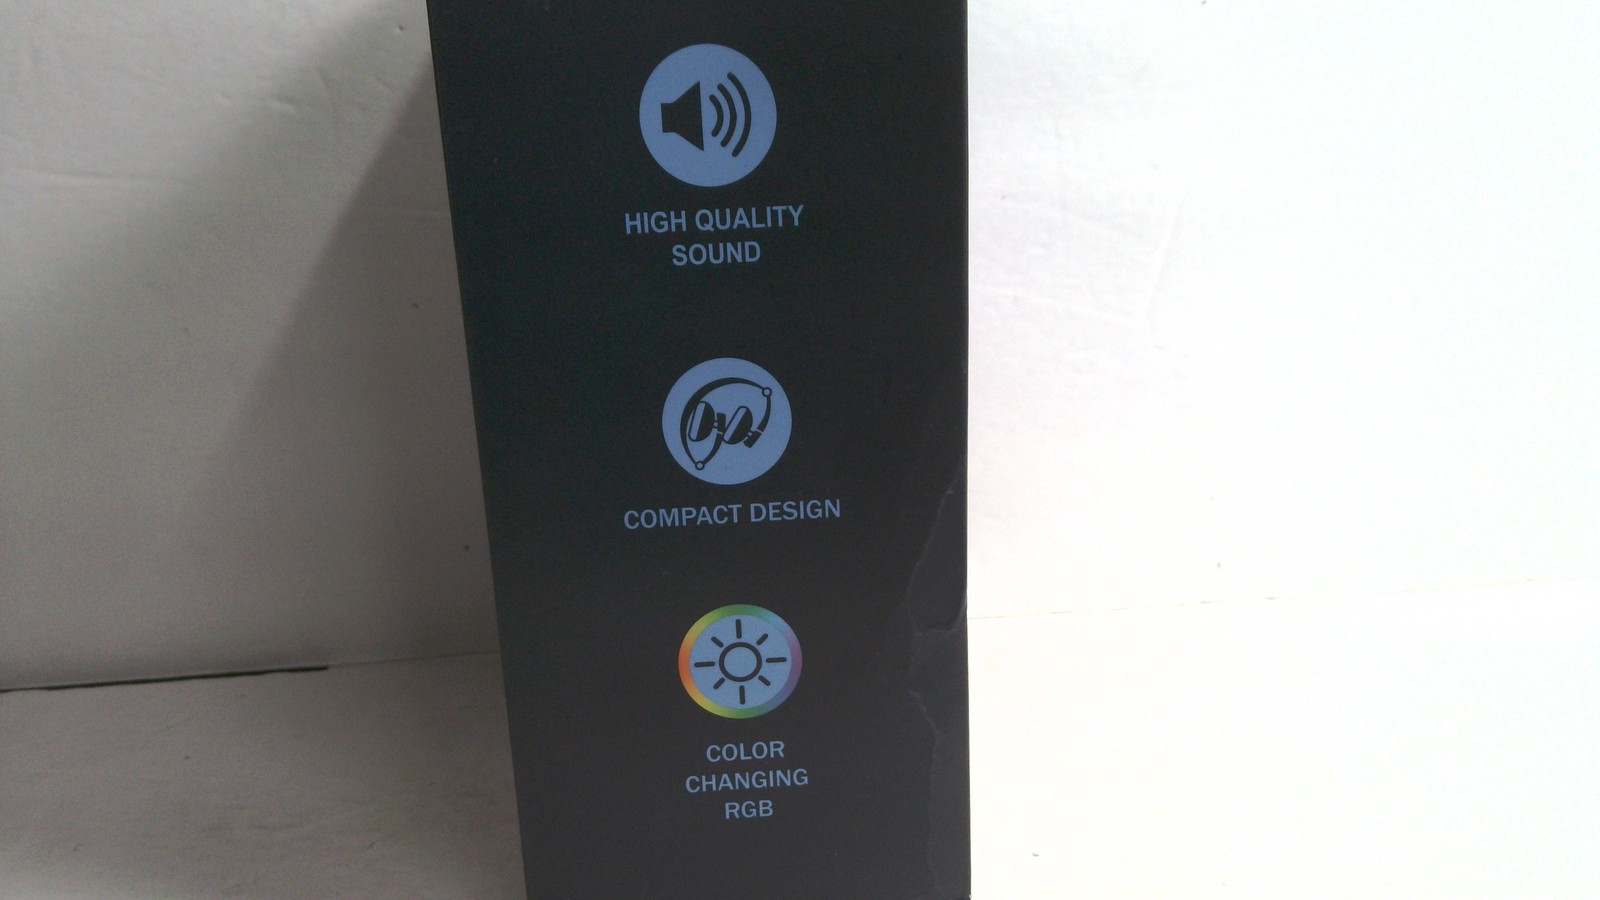 HIGH QUALITY
SOUND
COMPACT DESIGN
COLOR
CHANGING
RGB